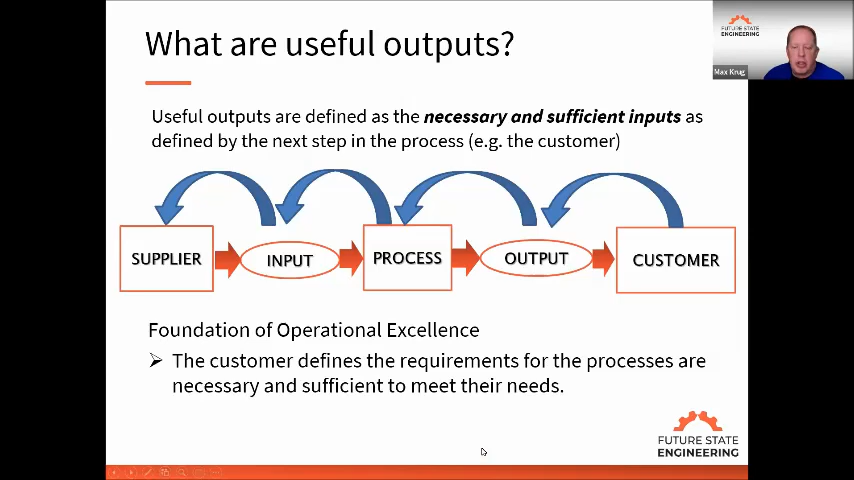 What are useful outputs?
FUTURE STATE
ENGINEERING
Max Krug
Useful outputs are defined as the necessary and sufficient inputs as
defined by the next step in the process (e.g. the customer)
SUPPLIER
INPUT
PROCESS
OUTPUT
CUSTOMER
Foundation of Operational Excellence
The customer defines the requirements for the processes are
necessary and sufficient to meet their needs.
FUTURE STATE
ENGINEERING